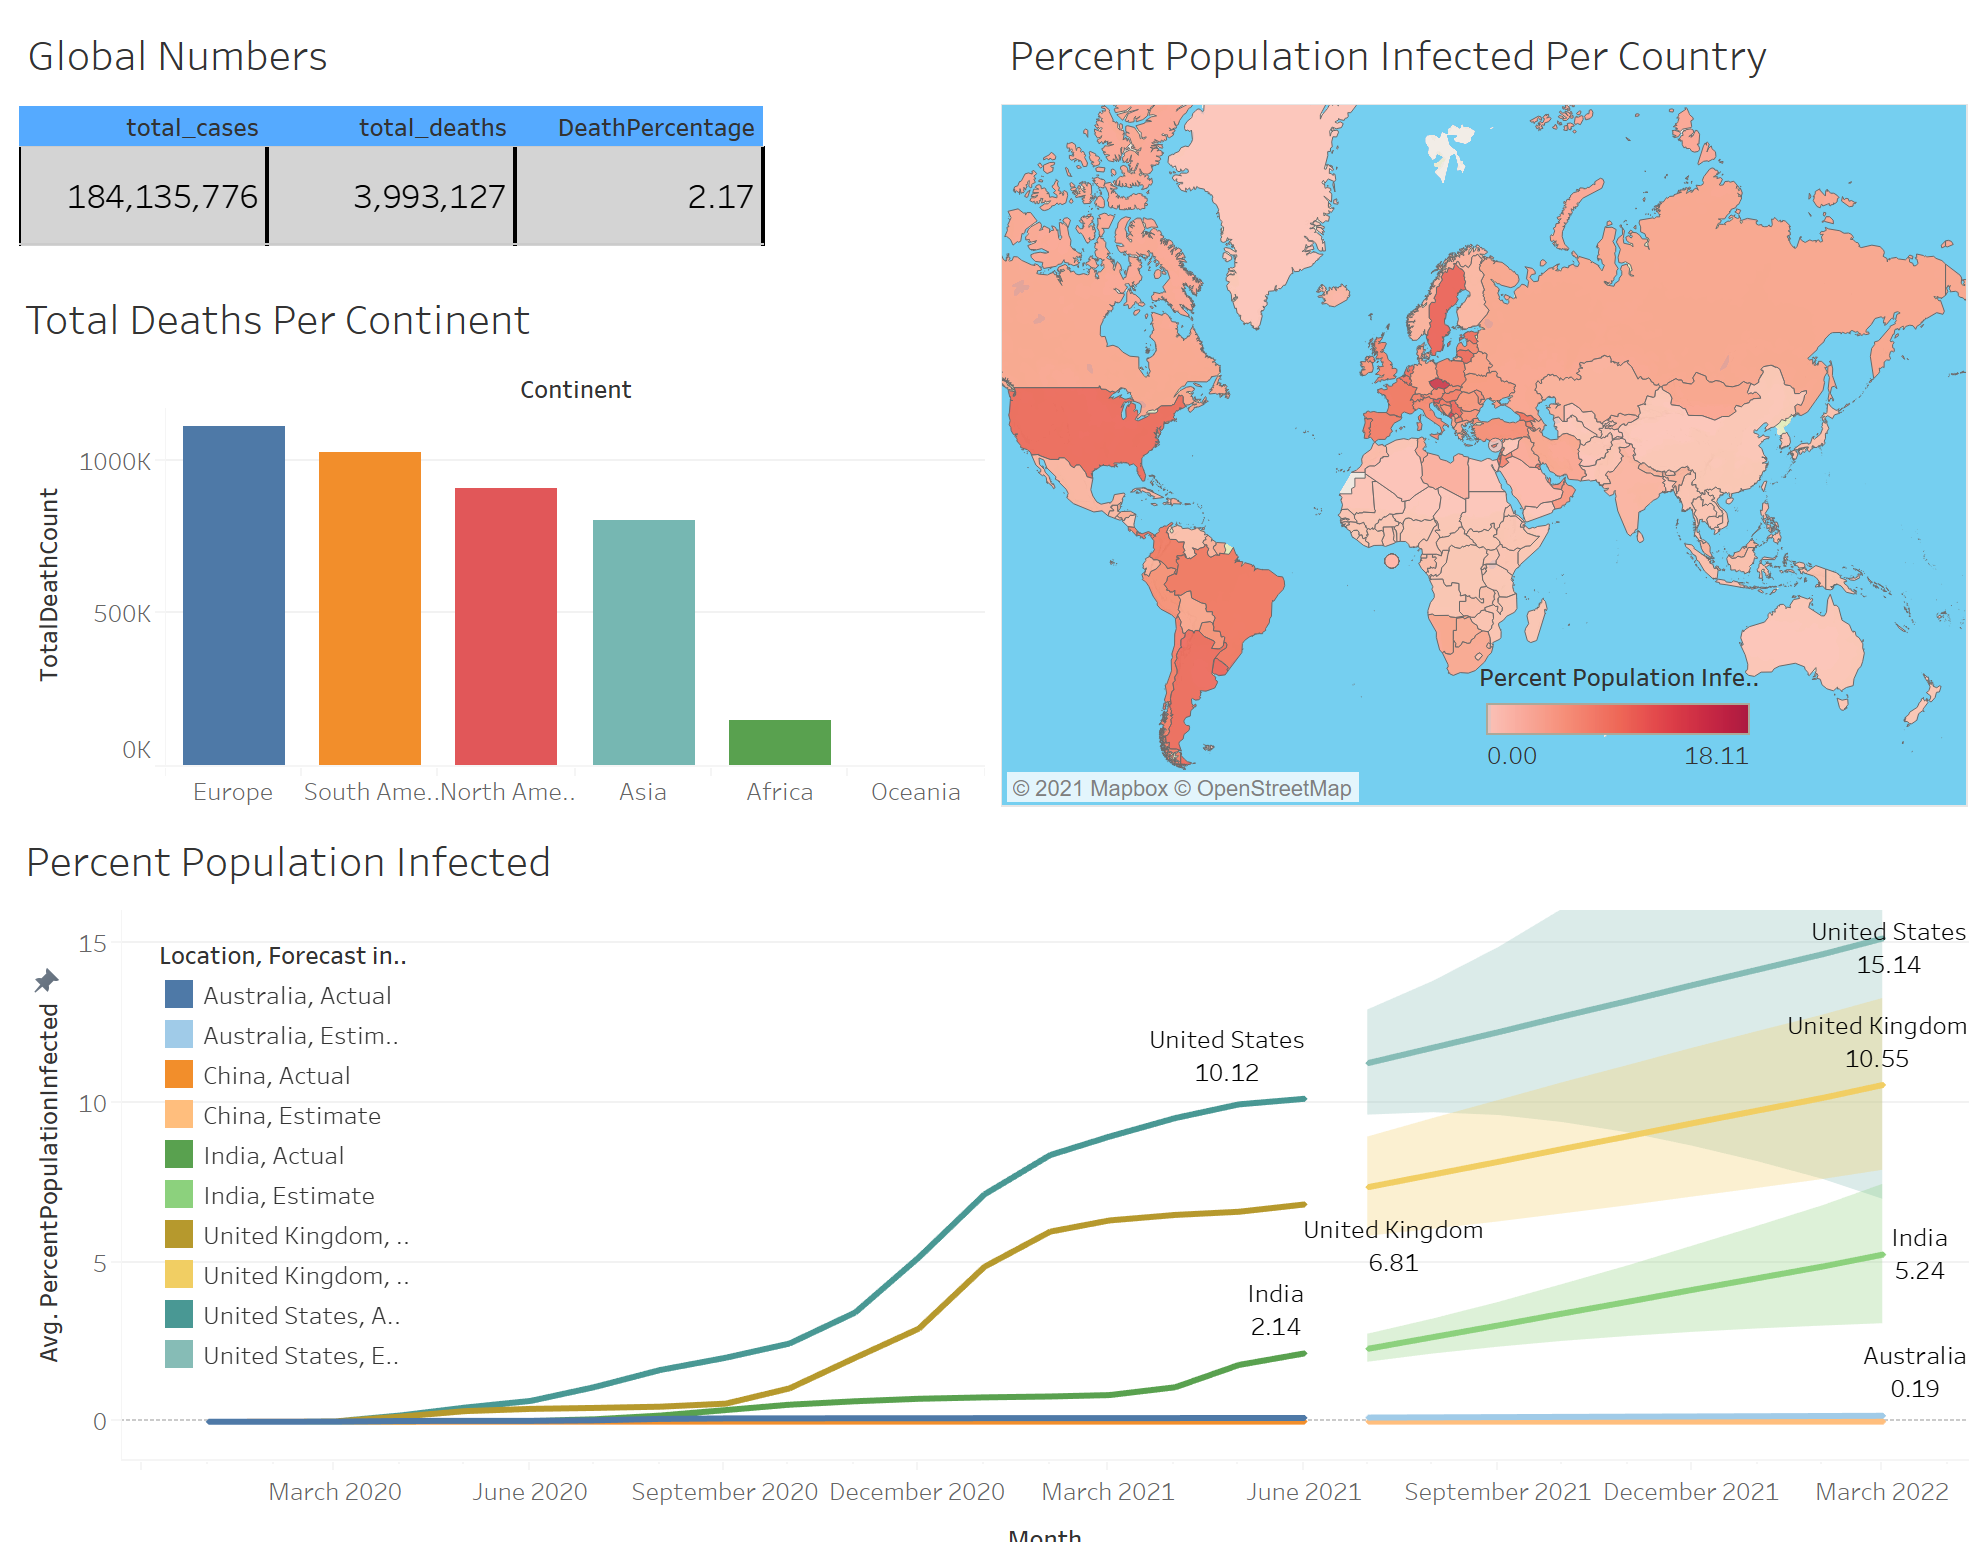 Global Numbers
total_cases total_deaths DeathPercentage
184,135,776 3,993,127 2.17
Total Deaths Per Continent
Continent
TotalDeathCount
1000K
500K
0K
Europe South Ame.. North Ame.. Asia Africa Oceania
Percent Population Infected Per Country
Percent Population Infe..
0.00 18.11
© 2021 Mapbox © OpenStreetMap
Percent Population Infected
Avg. PercentPopulationInfected
15
10
5
0
Location, Forecast in..
Australia, Actual
Australia, Estim..
China, Actual
China, Estimate
India, Actual
India, Estimate
United Kingdom, ..
United Kingdom, ..
United States, A..
United States, E..
United States
10.12
United Kingdom
6.81
India
2.14
United States
15.14
United Kingdom
10.55
India
5.24
Australia
0.19
March 2020 June 2020 September 2020 December 2020 March 2021 June 2021 September 2021 December 2021 March 2022
Month